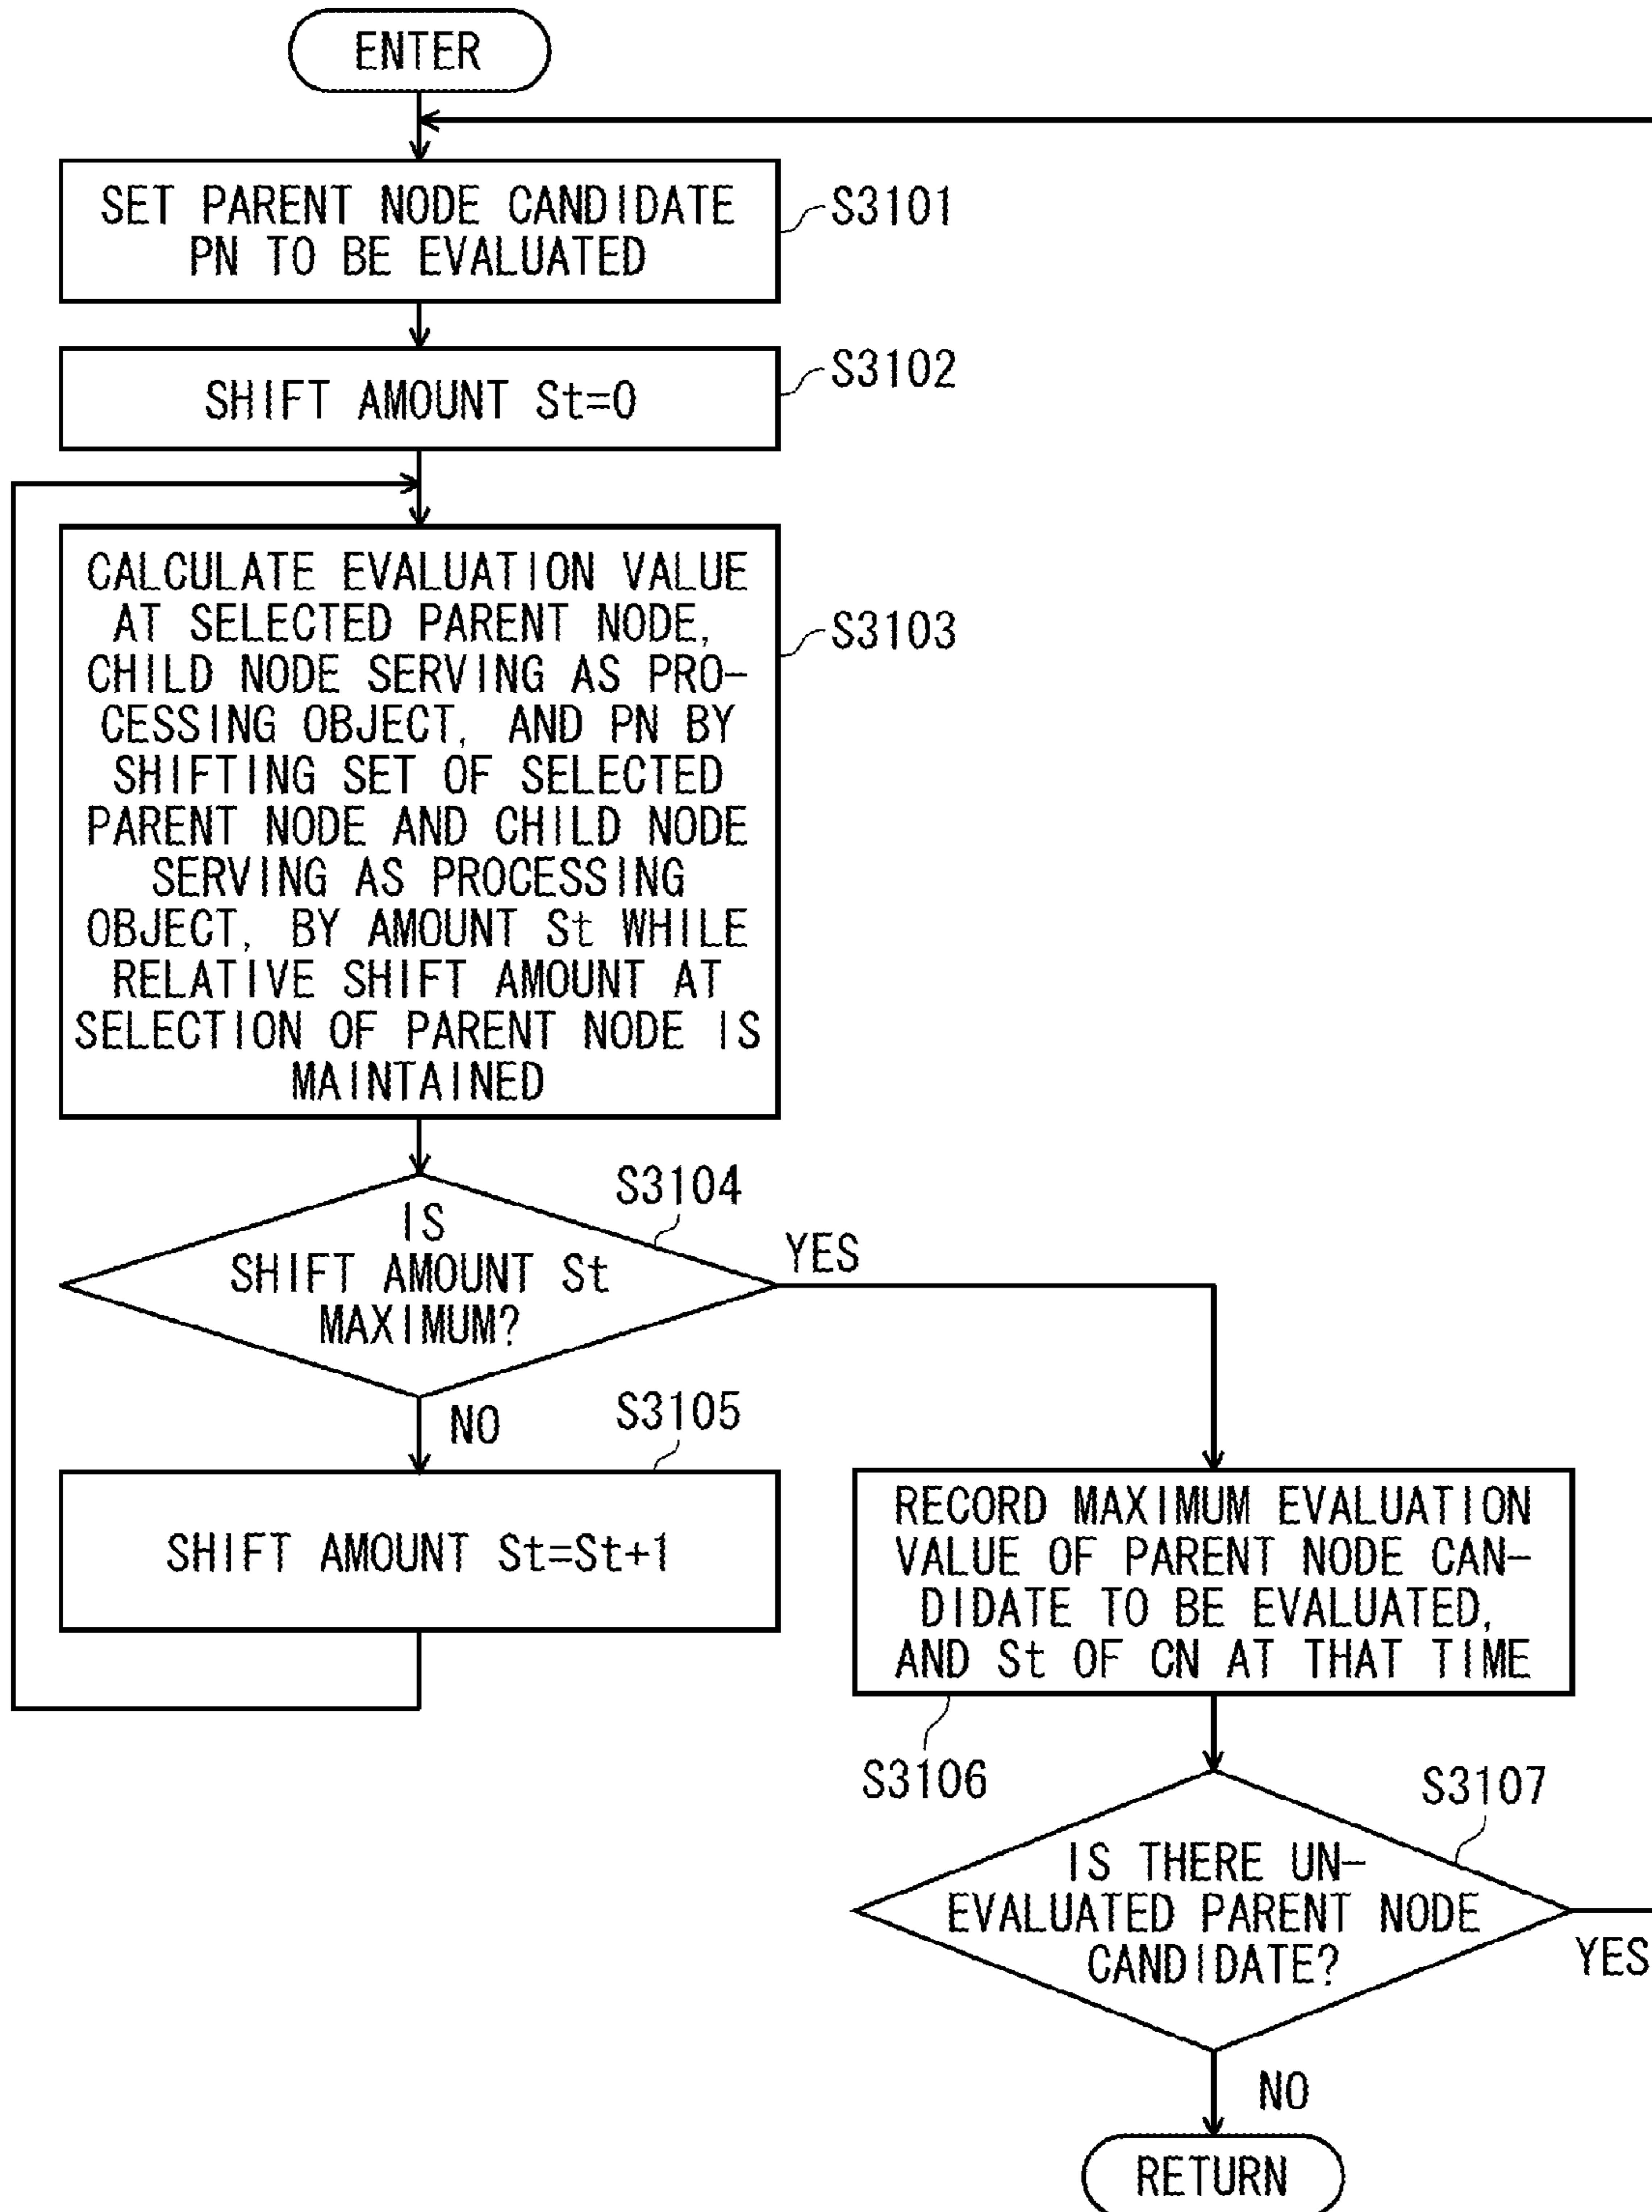 ENTER
SET PARENT NODE CANDIDATE
PN TO BE EVALUATED
S3101
SHIFT AMOUNT St=0
S3102
CALCULATE EVALUATION VALUE
AT SELECTED PARENT NODE,
CHILD NODE SERVING AS PRO-
CESSING OBJECT, AND PN BY
SHIFTING SET OF SELECTED
PARENT NODE AND CHILD NODE
SERVING AS PROCESSING
OBJECT, BY AMOUNT St WHILE
RELATIVE SHIFT AMOUNT AT
SELECTION OF PARENT NODE IS
MAINTAINED
S3103
S3104
IS
SHIFT AMOUNT St
MAXIMUM?
YES
NO
S3105
SHIFT AMOUNT St=St+1
RECORD MAXIMUM EVALUATION
VALUE OF PARENT NODE CAN-
DIDATE TO BE EVALUATED,
AND St OF CN AT THAT TIME
S3106
S3107
IS THERE UN-
EVALUATED PARENT NODE
CANDIDATE?
YES
NO
RETURN